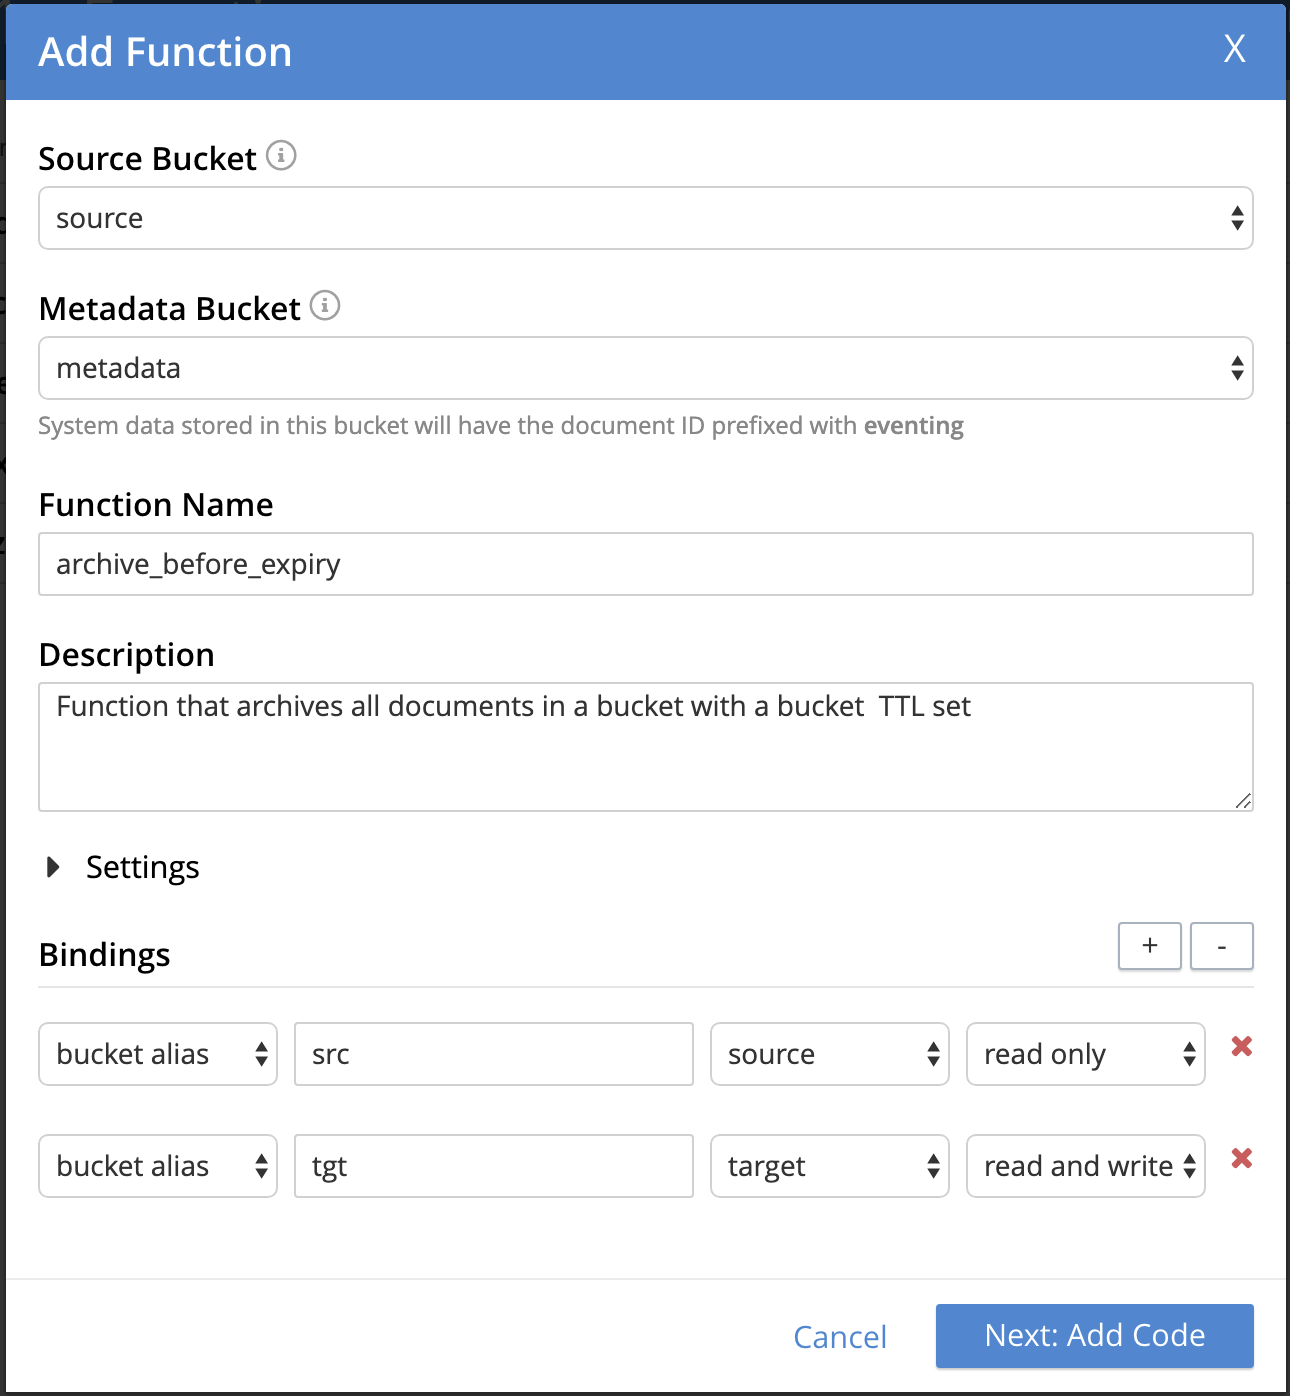 Add Function X
Source Bucket
source
Metadata Bucket
metadata
System data stored in this bucket will have the document ID prefixed with eventing
Function Name
archive_before_expiry
Description
Function that archives all documents in a bucket with a bucket  TTL set
Settings
Bindings + -
bucket alias src source read only
bucket alias tgt target read and write
Cancel Next: Add Code